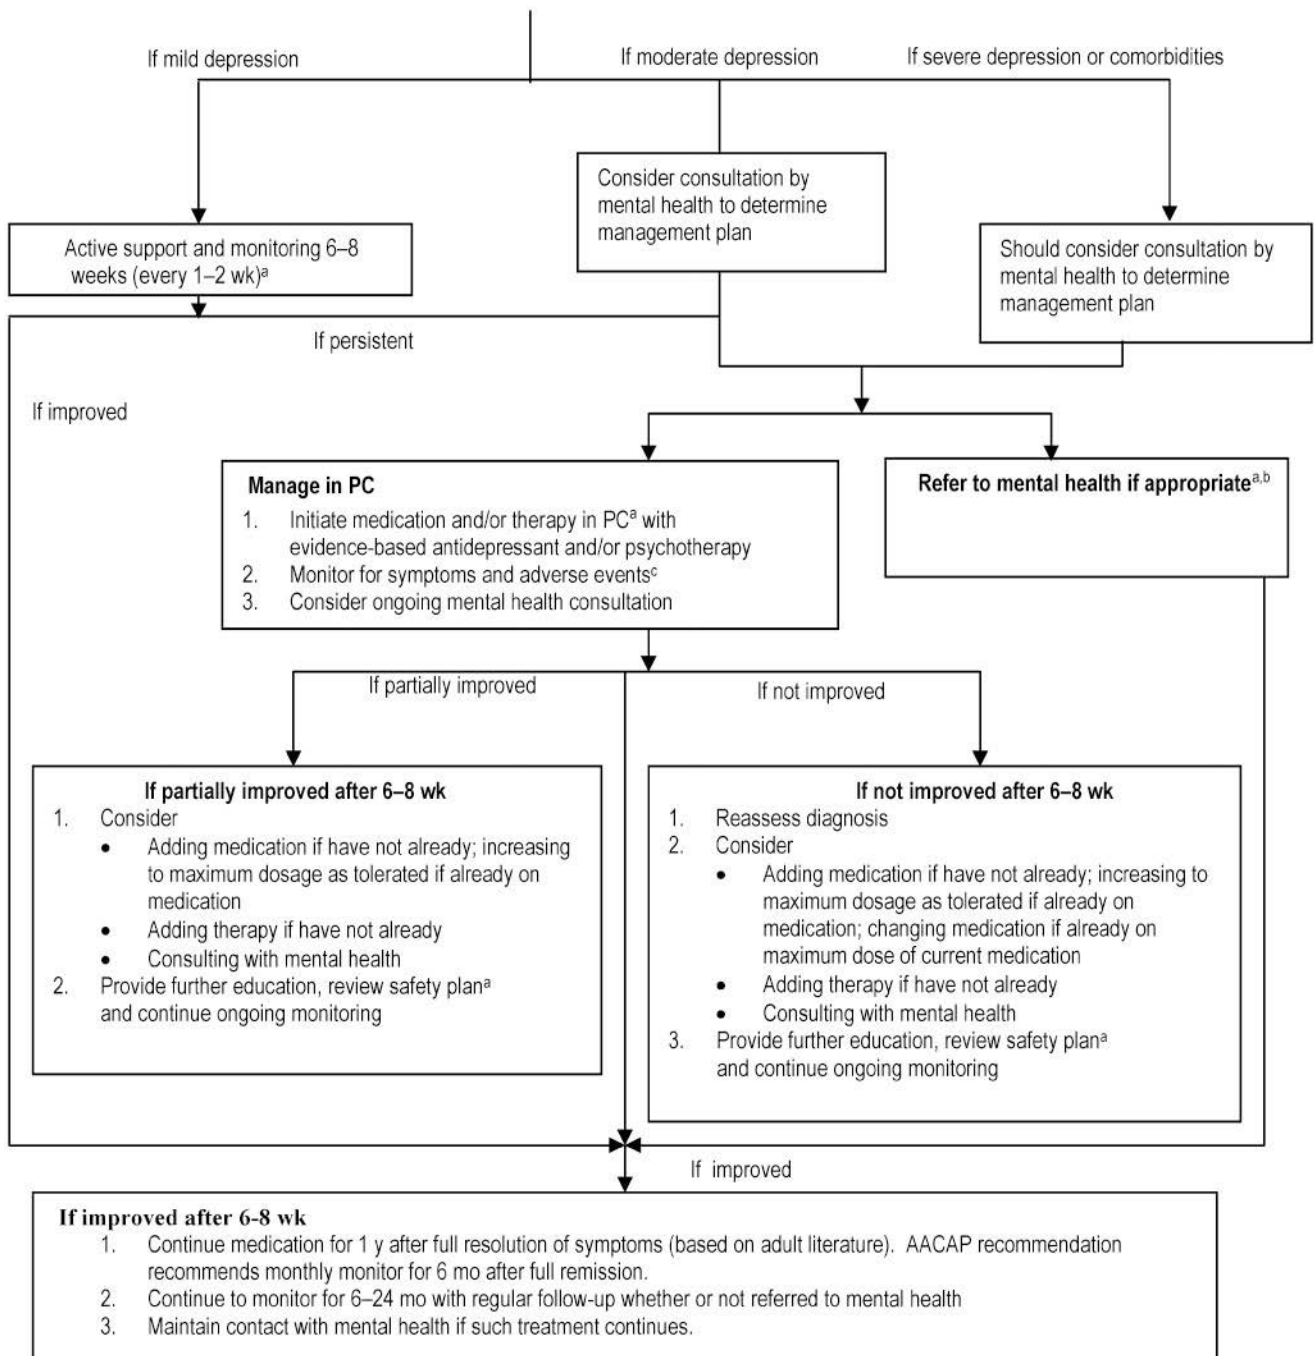 If mild depression
If moderate depression
If severe depression or comorbidities
Consider consultation by
mental health to determine
management plan
Active support and monitoring 6–8
weeks (every 1–2 wk)ᵃ
Should consider consultation by
mental health to determine
management plan
If persistent
If improved
Manage in PC
1. Initiate medication and/or therapy in PCᵃ with
evidence-based antidepressant and/or psychotherapy
2. Monitor for symptoms and adverse eventsᶜ
3. Consider ongoing mental health consultation
Refer to mental health if appropriateᵃ,ᵇ
If partially improved
If not improved
If partially improved after 6–8 wk
1. Consider
• Adding medication if have not already; increasing
to maximum dosage as tolerated if already on
medication
• Adding therapy if have not already
• Consulting with mental health
2. Provide further education, review safety planᵃ
and continue ongoing monitoring
If not improved after 6–8 wk
1. Reassess diagnosis
2. Consider
• Adding medication if have not already; increasing to
maximum dosage as tolerated if already on
medication; changing medication if already on
maximum dose of current medication
• Adding therapy if have not already
• Consulting with mental health
3. Provide further education, review safety planᵃ
and continue ongoing monitoring
If improved
If improved after 6-8 wk
1. Continue medication for 1 y after full resolution of symptoms (based on adult literature). AACAP recommendation
recommends monthly monitor for 6 mo after full remission.
2. Continue to monitor for 6–24 mo with regular follow-up whether or not referred to mental health
3. Maintain contact with mental health if such treatment continues.